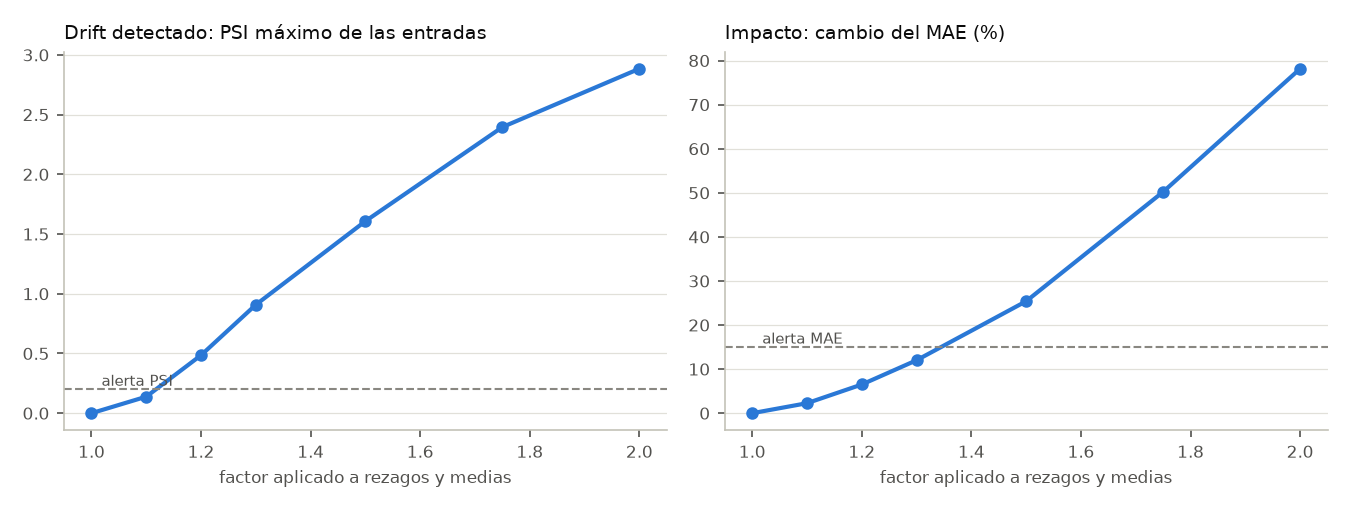 Drift detectado: PSI máximo de las entradas
3.0
2.5
2.0
1.5
1.0
0.5
0.0
alerta PSI
1.0 1.2 1.4 1.6 1.8 2.0
factor aplicado a rezagos y medias
Impacto: cambio del MAE (%)
80
70
60
50
40
30
20
10
0
alerta MAE
1.0 1.2 1.4 1.6 1.8 2.0
factor aplicado a rezagos y medias